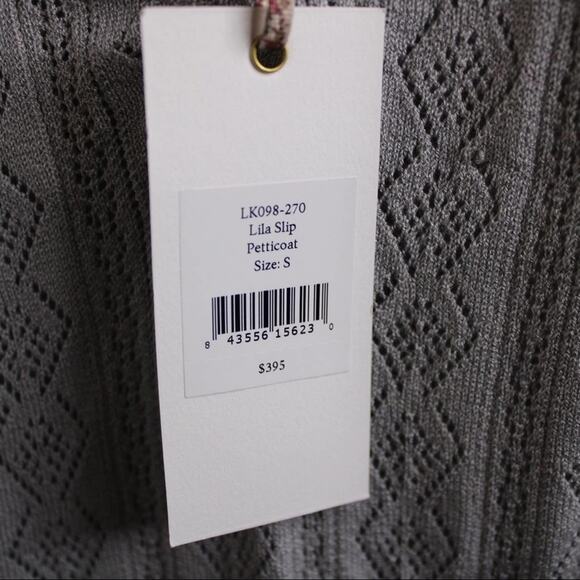 LK098-270
Lila Slip
Petticoat
Size: S
8 43556 15623 0
$395